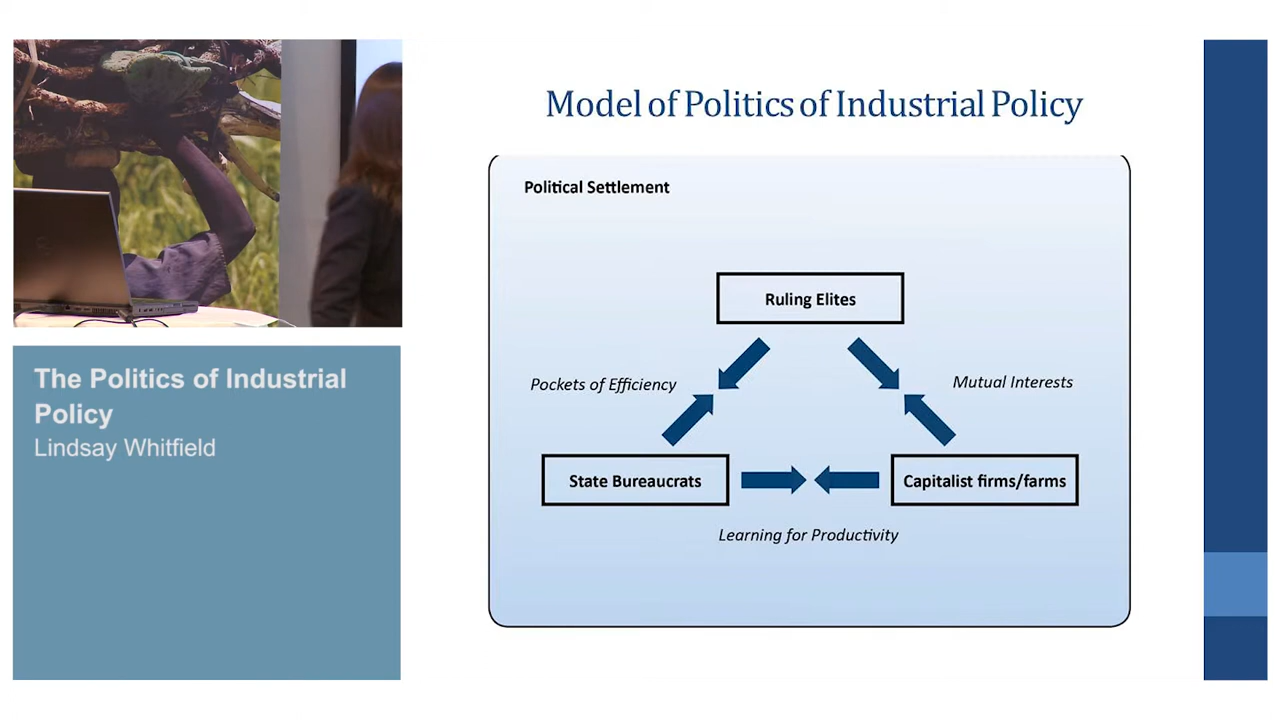 Model of Politics of Industrial Policy
Political Settlement
Ruling Elites
Pockets of Efficiency
Mutual Interests
State Bureaucrats
Capitalist firms/farms
Learning for Productivity
The Politics of Industrial
Policy
Lindsay Whitfield